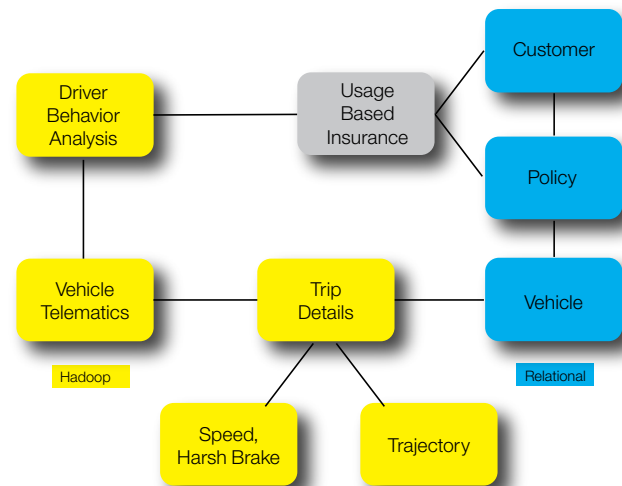 Customer
Driver
Behavior
Analysis
Usage
Based
Insurance
Policy
Vehicle
Telematics
Trip
Details
Vehicle
Hadoop
Relational
Speed,
Harsh Brake
Trajectory